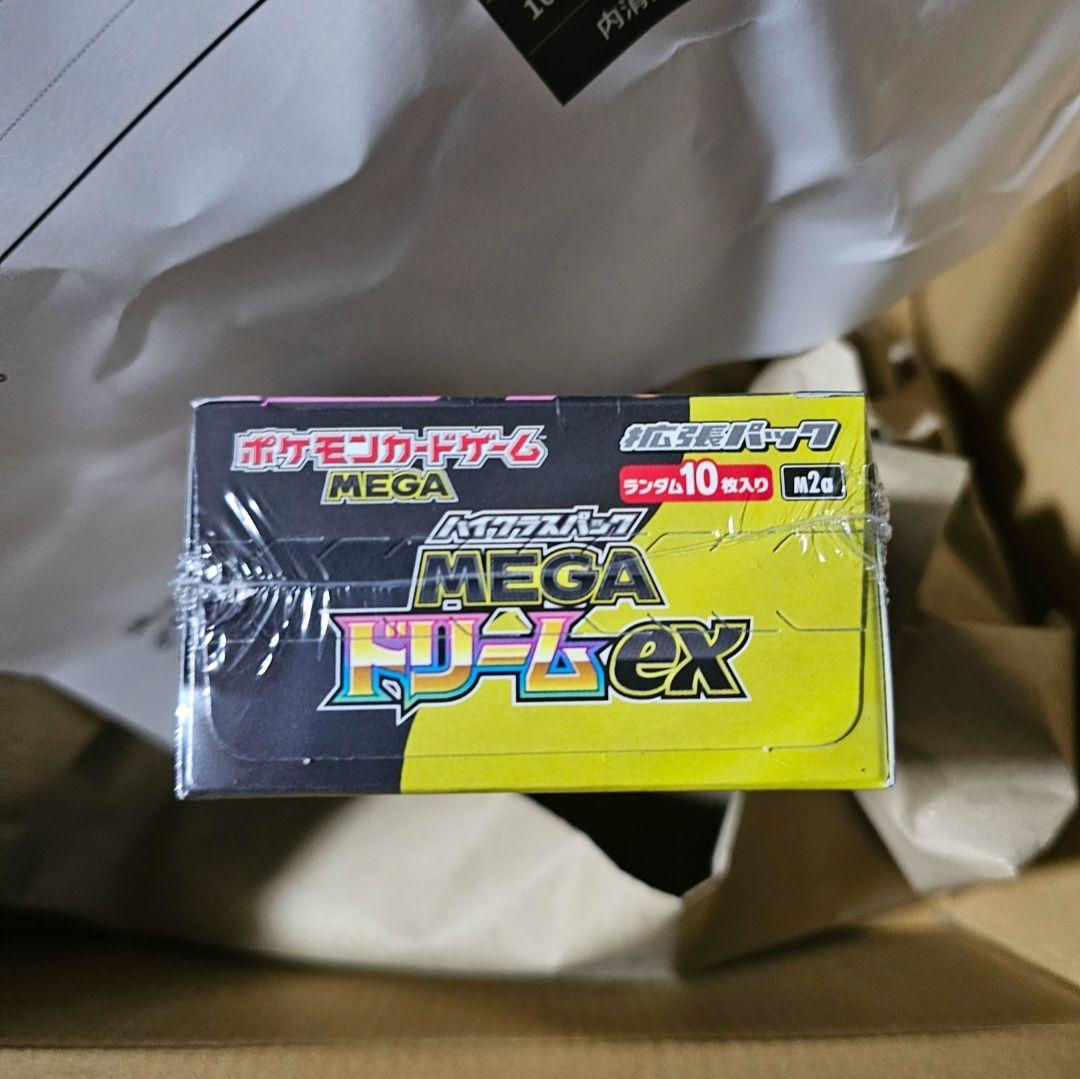 内消
ポケモンカードゲーム
MEGA
拡張パック
ランダム10枚入り
M2a
ハイクラスパック
MEGA
ドリームex